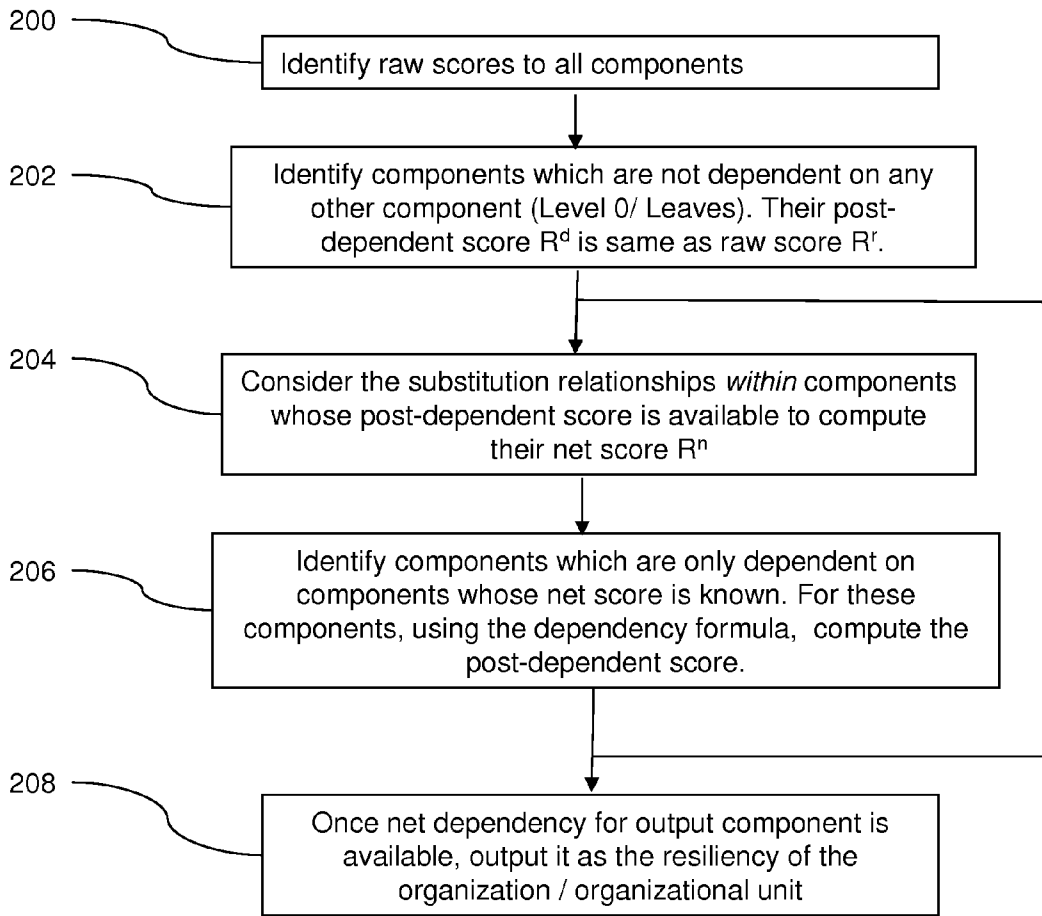 200
Identify raw scores to all components
202
Identify components which are not dependent on any
other component (Level 0/ Leaves). Their post-
dependent score Rᵈ is same as raw score Rʳ.
204
Consider the substitution relationships within components
whose post-dependent score is available to compute
their net score Rⁿ
206
Identify components which are only dependent on
components whose net score is known. For these
components, using the dependency formula, compute the
post-dependent score.
208
Once net dependency for output component is
available, output it as the resiliency of the
organization / organizational unit